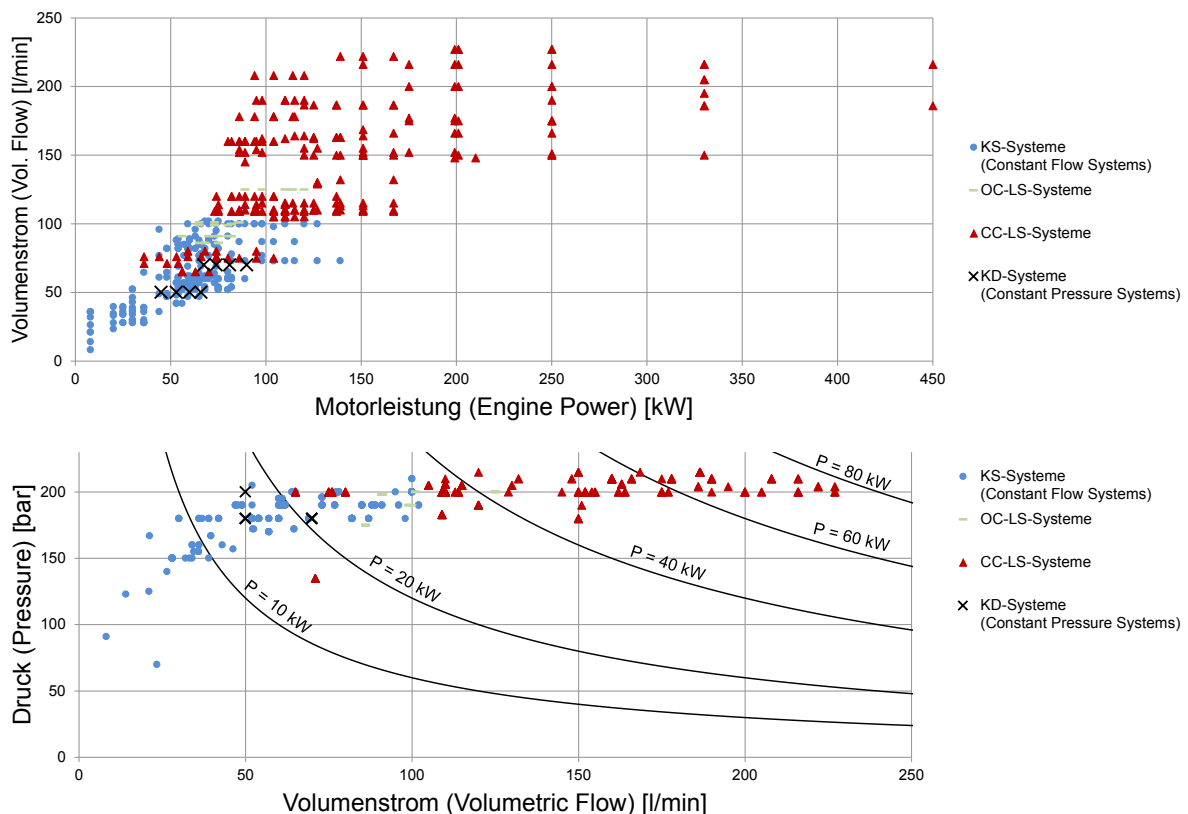 Volumenstrom (Vol. Flow) [l/min]
250
200
150
100
50
0
0 50 100 150 200 250 300 350 400 450
Motorleistung (Engine Power) [kW]
KS-Systeme
(Constant Flow Systems)
OC-LS-Systeme
CC-LS-Systeme
KD-Systeme
(Constant Pressure Systems)
Druck (Pressure) [bar]
200
150
100
50
0
0 50 100 150 200 250
Volumenstrom (Volumetric Flow) [l/min]
P = 10 kW
P = 20 kW
P = 40 kW
P = 60 kW
P = 80 kW
KS-Systeme
(Constant Flow Systems)
OC-LS-Systeme
CC-LS-Systeme
KD-Systeme
(Constant Pressure Systems)